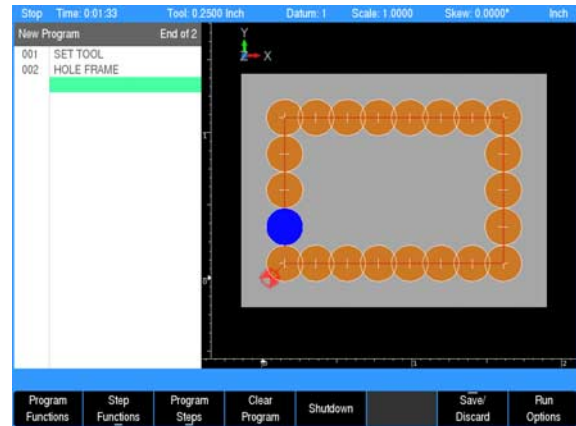 Stop Time: 0:01:33 Tool: 0.2500 Inch Datum: 1 Scale: 1.0000 Skew: 0.0000° Inch
New Program End of 2
001 SET TOOL
002 HOLE FRAME
Y
Z X
1
0
0 1 2
Program Functions
Step Functions
Program Steps
Clear Program
Shutdown
Save/ Discard
Run Options